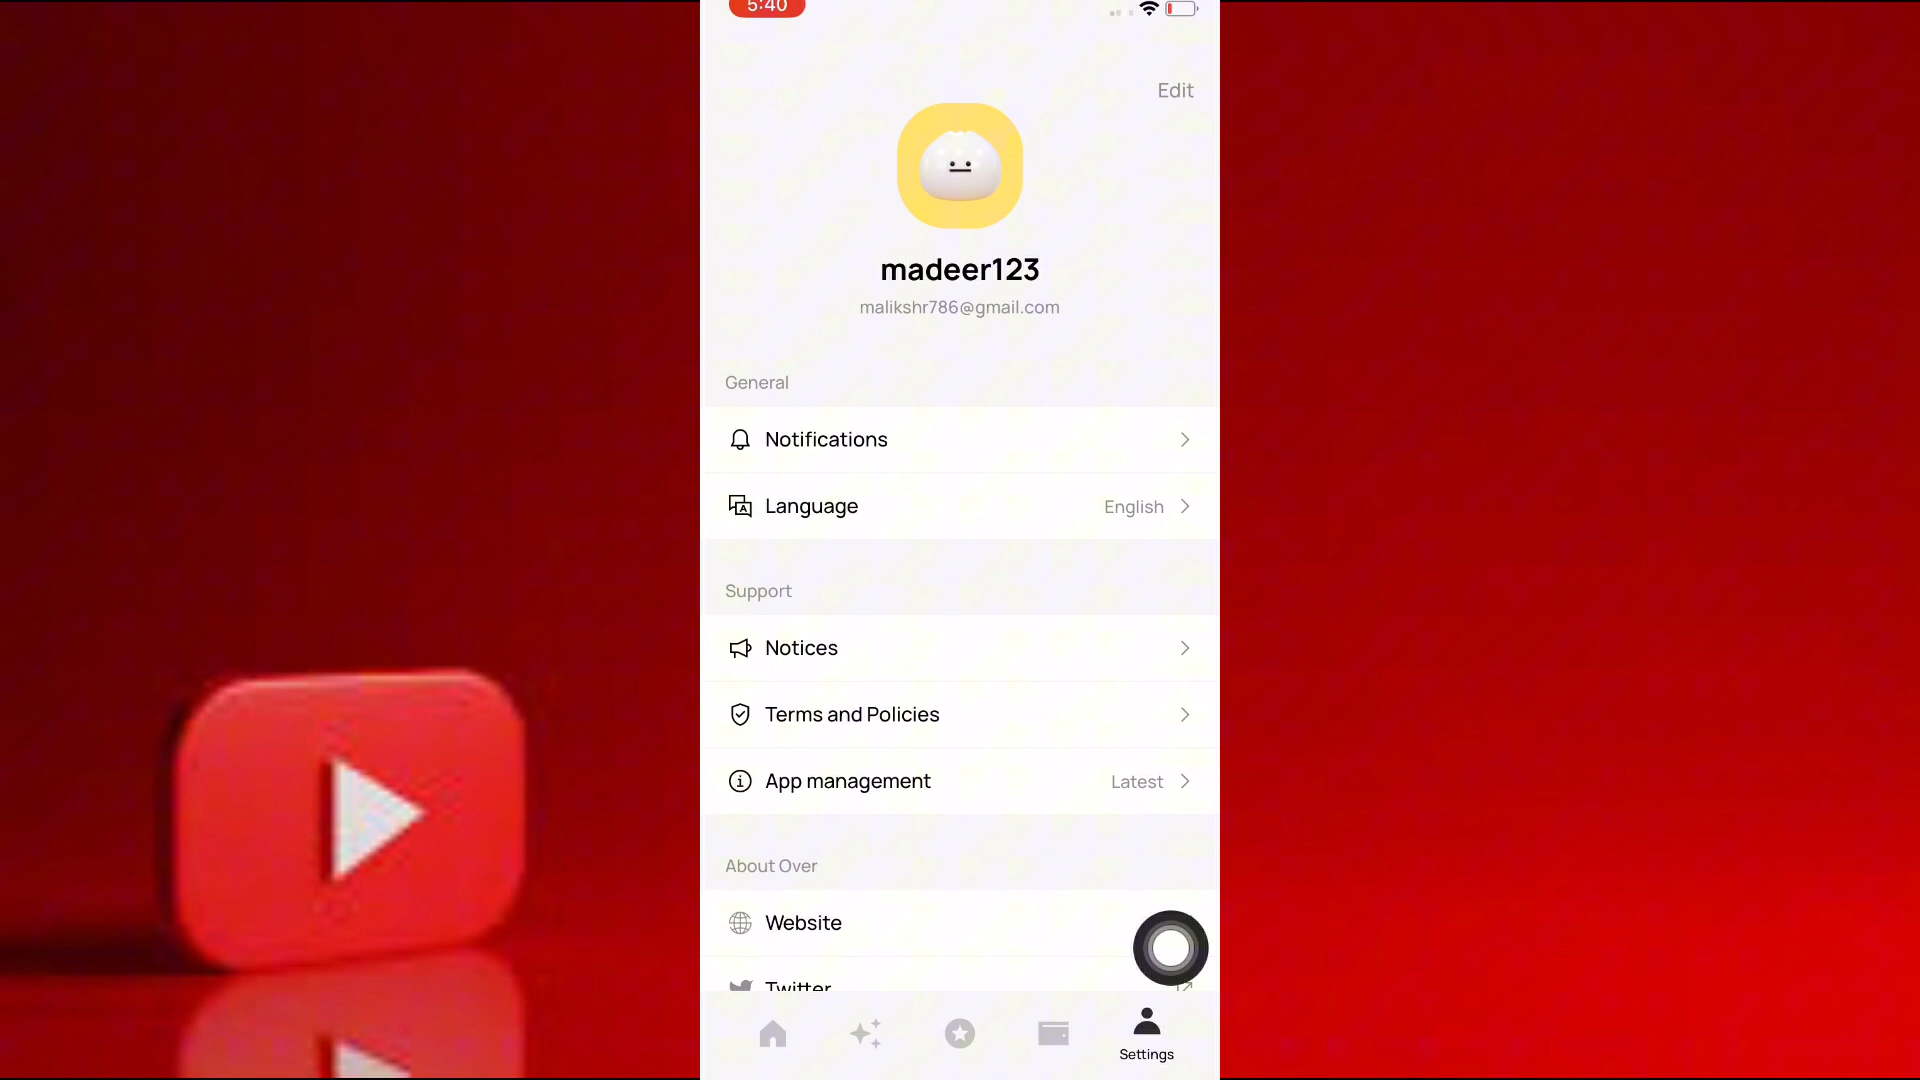 5:40
Edit
madeer123
malikshr786@gmail.com
General
Notifications
Language English
Support
Notices
Terms and Policies
App management Latest
About Over
Website
Twitter
Settings